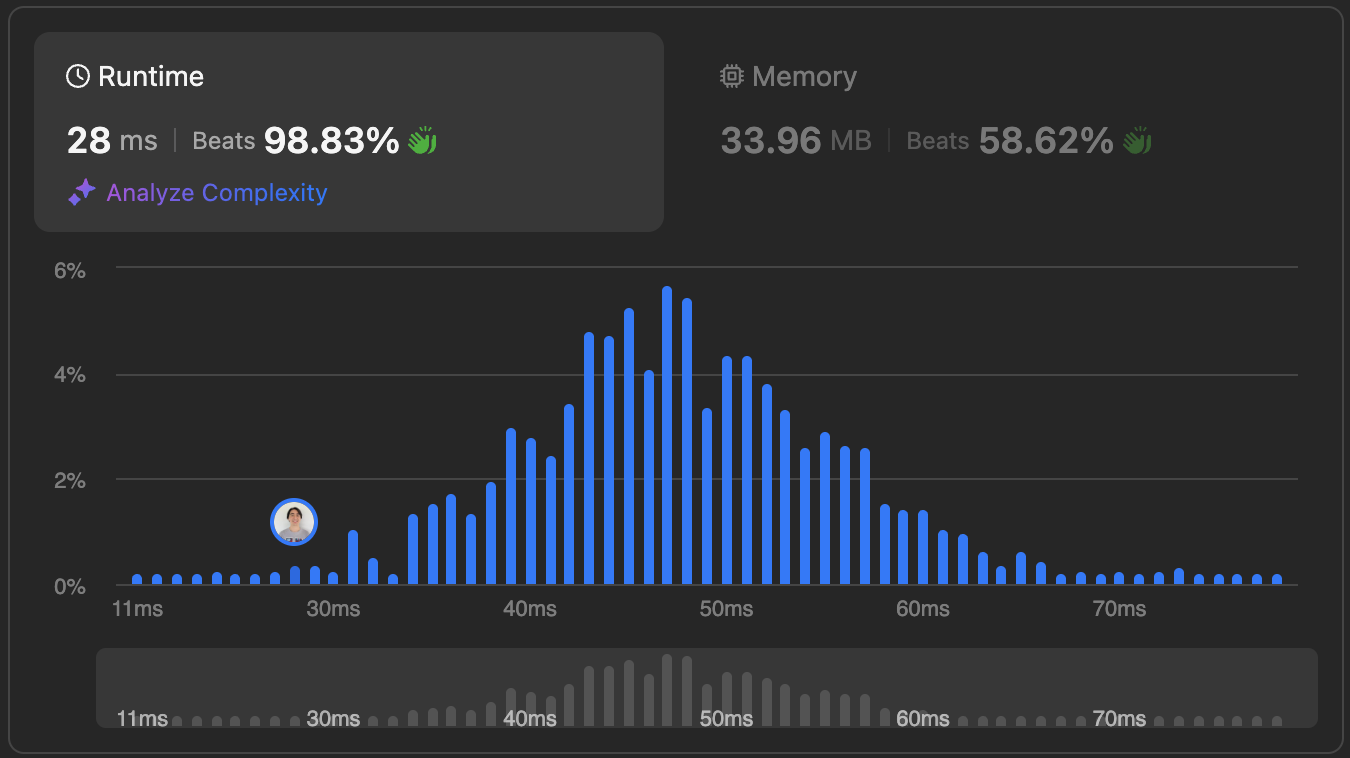 Runtime
28 ms | Beats 98.83%
Analyze Complexity
Memory
33.96 MB | Beats 58.62%
6%
4%
2%
0%
11ms 30ms 40ms 50ms 60ms 70ms
11ms 30ms 40ms 50ms 60ms 70ms